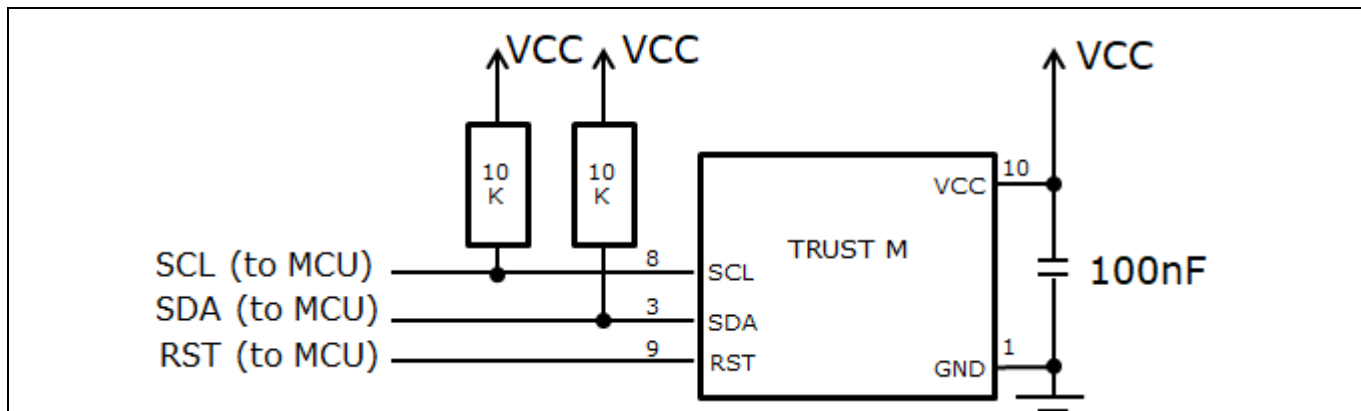 VCC VCC VCC
10
K
10
K
10
VCC
TRUST M
100nF
SCL (to MCU) 8 SCL
SDA (to MCU) 3 SDA
RST (to MCU) 9 RST
1
GND